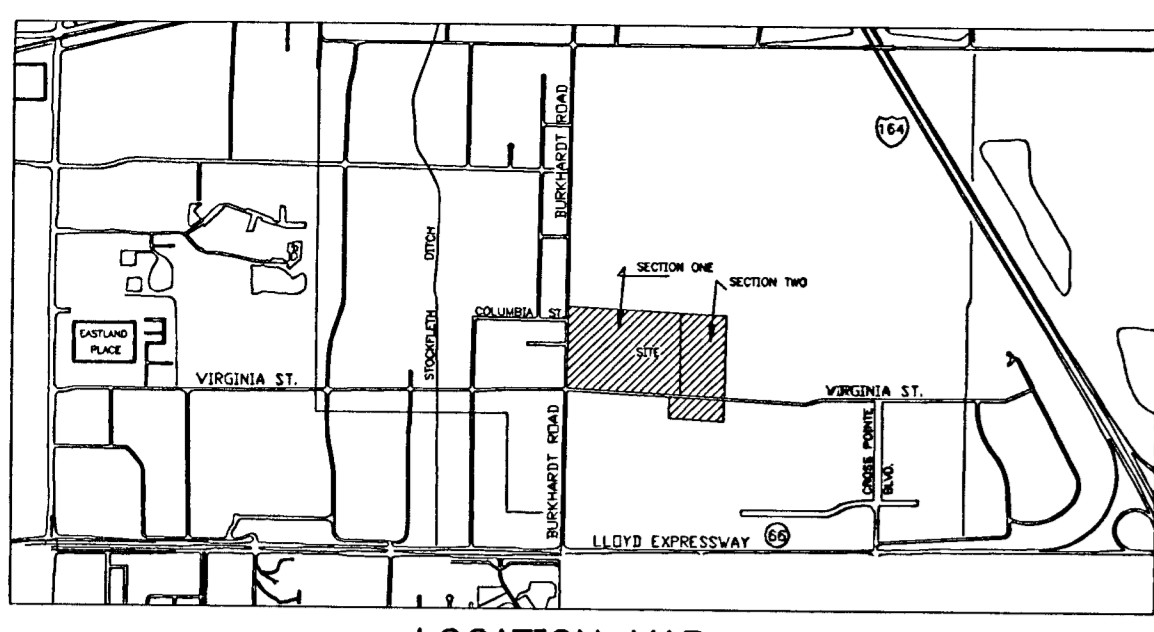 164
BURKHARDT ROAD
STOCKFLETH DITCH
SECTION ONE
SECTION TWO
COLUMBIA ST.
EASTLAND
PLACE
SITE
VIRGINIA ST.
VIRGINIA ST.
BURKHARDT ROAD
CROSS POINTE
BLVD.
LLOYD EXPRESSWAY 66
LOCATION MAP